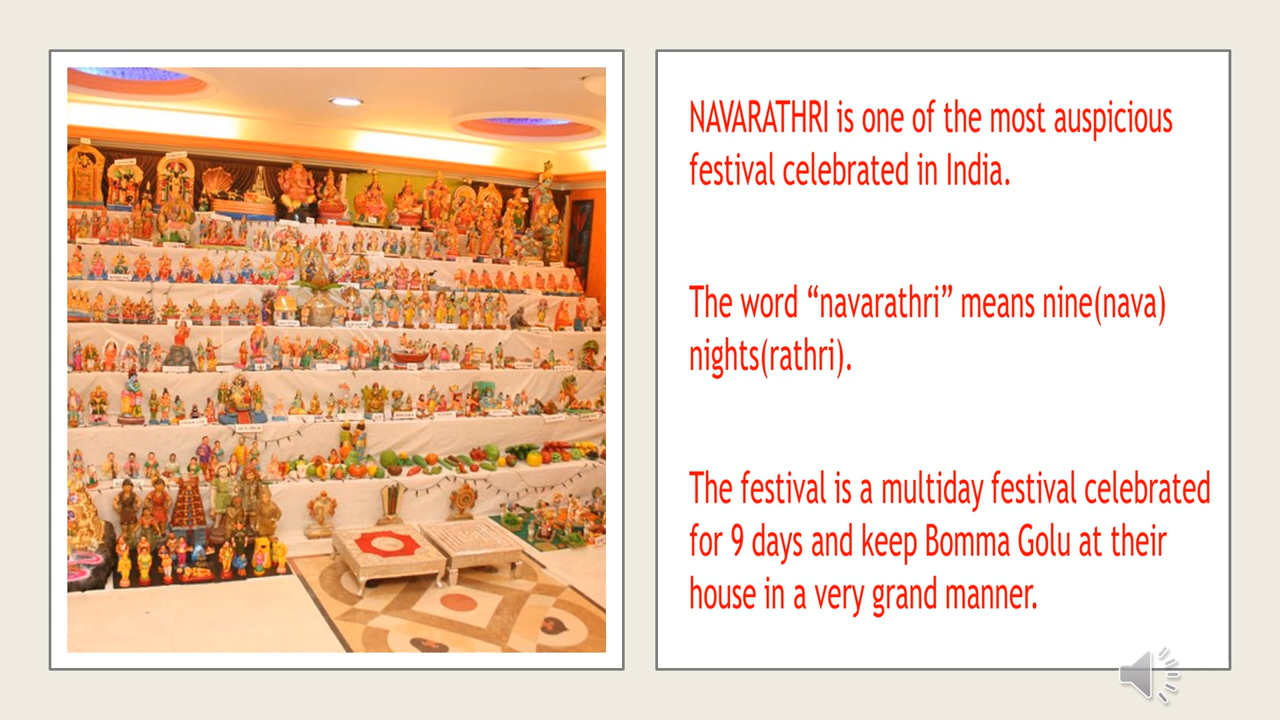 NAVARATHRI is one of the most auspicious
festival celebrated in India.
The word “navarathri” means nine(nava)
nights(rathri).
The festival is a multiday festival celebrated
for 9 days and keep Bomma Golu at their
house in a very grand manner.